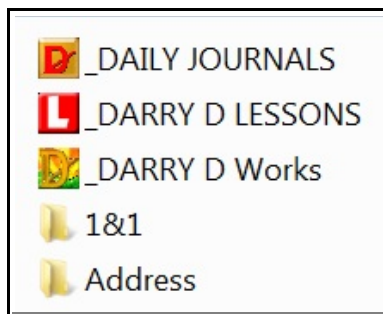 _DAILY JOURNALS
L _DARRY D LESSONS
_DARRY D Works
1&1
Address